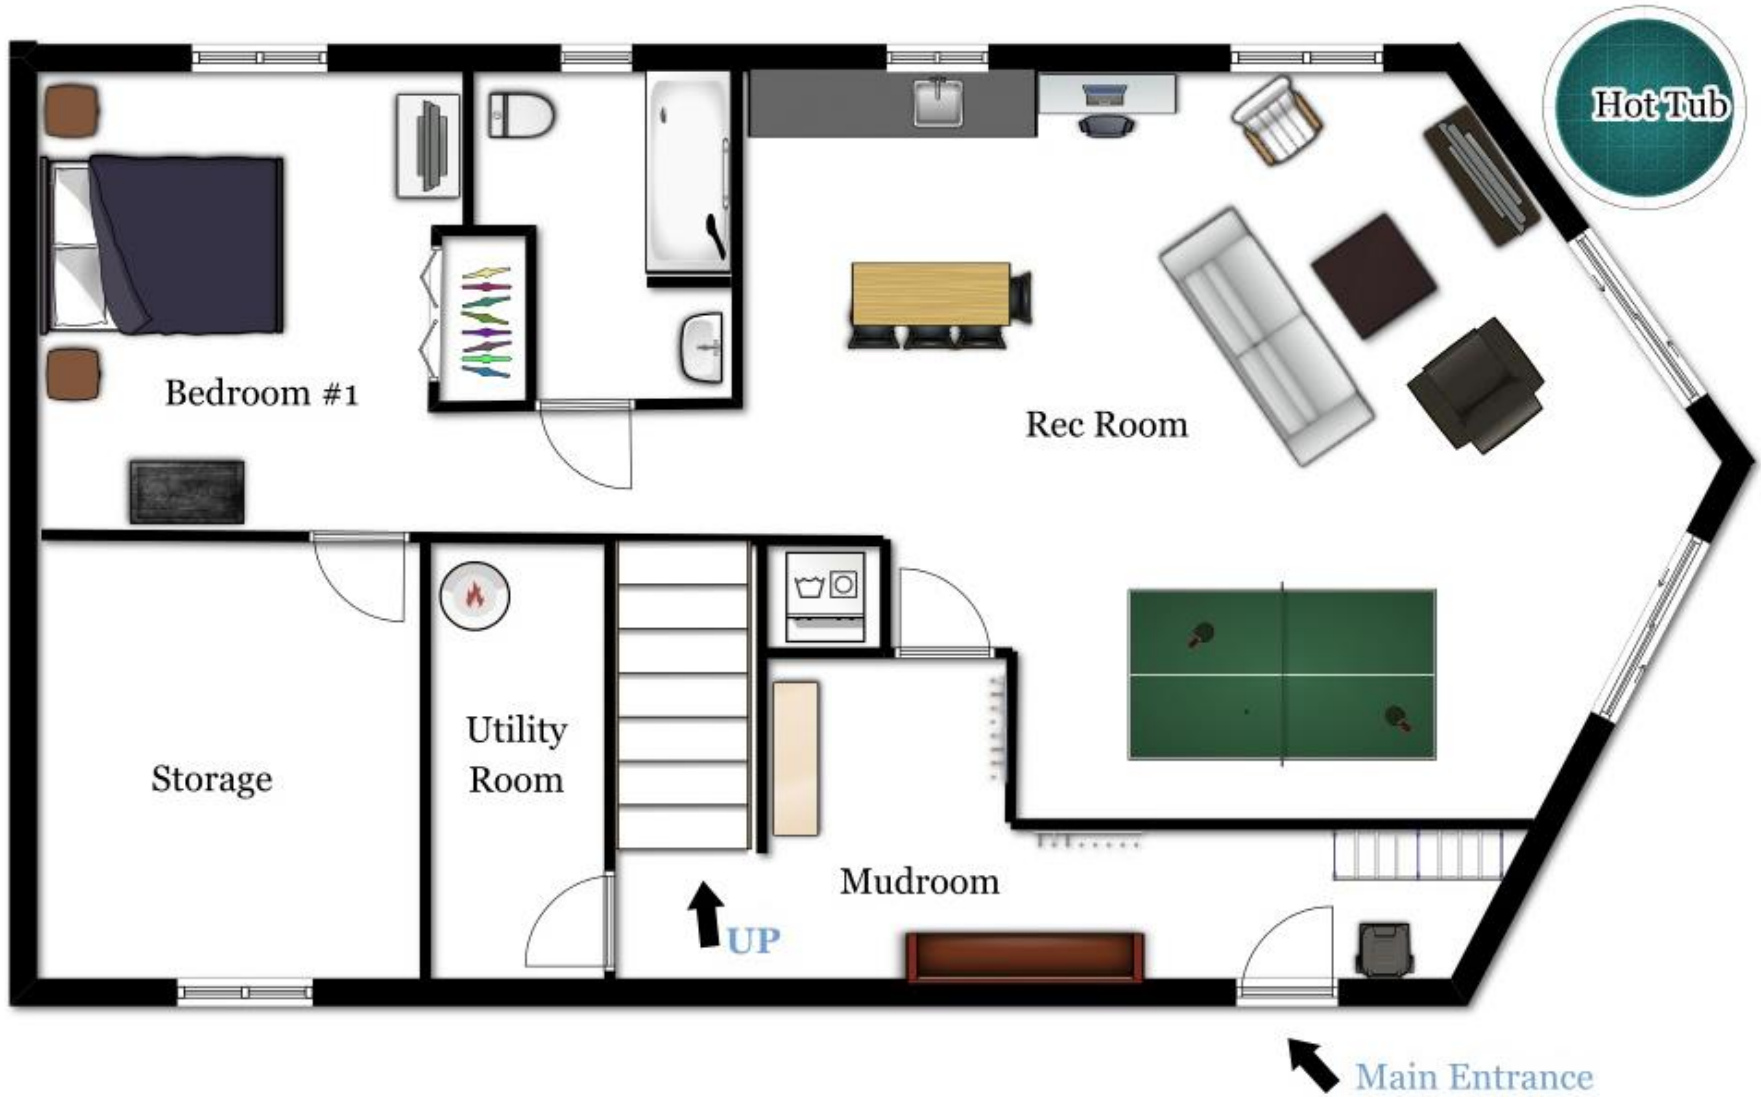 Hot Tub
Bedroom #1
Rec Room
Utility
Room
Storage
Mudroom
UP
Main Entrance